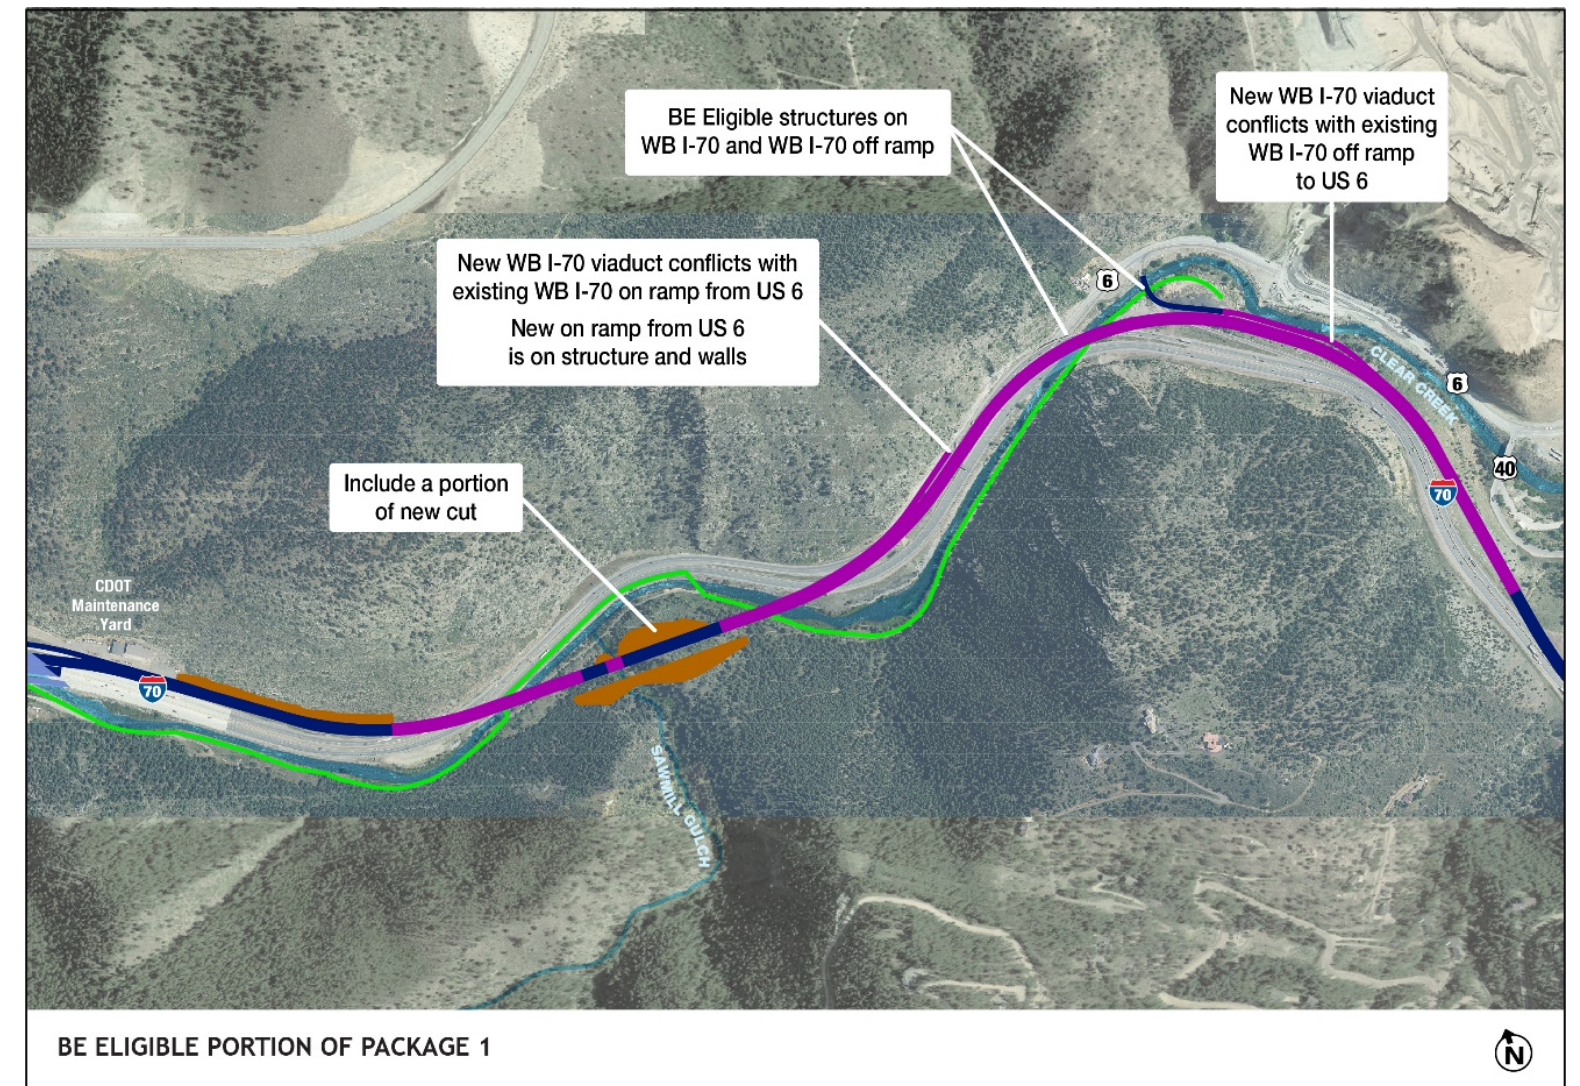 New WB I-70 viaduct
conflicts with existing
WB I-70 off ramp
to US 6
BE Eligible structures on
WB I-70 and WB I-70 off ramp
New WB I-70 viaduct conflicts with
existing WB I-70 on ramp from US 6
New on ramp from US 6
is on structure and walls
6
CLEAR CREEK
6
40
70
Include a portion
of new cut
CDOT
Maintenance
Yard
70
SAWMILL GULCH
BE ELIGIBLE PORTION OF PACKAGE 1
N